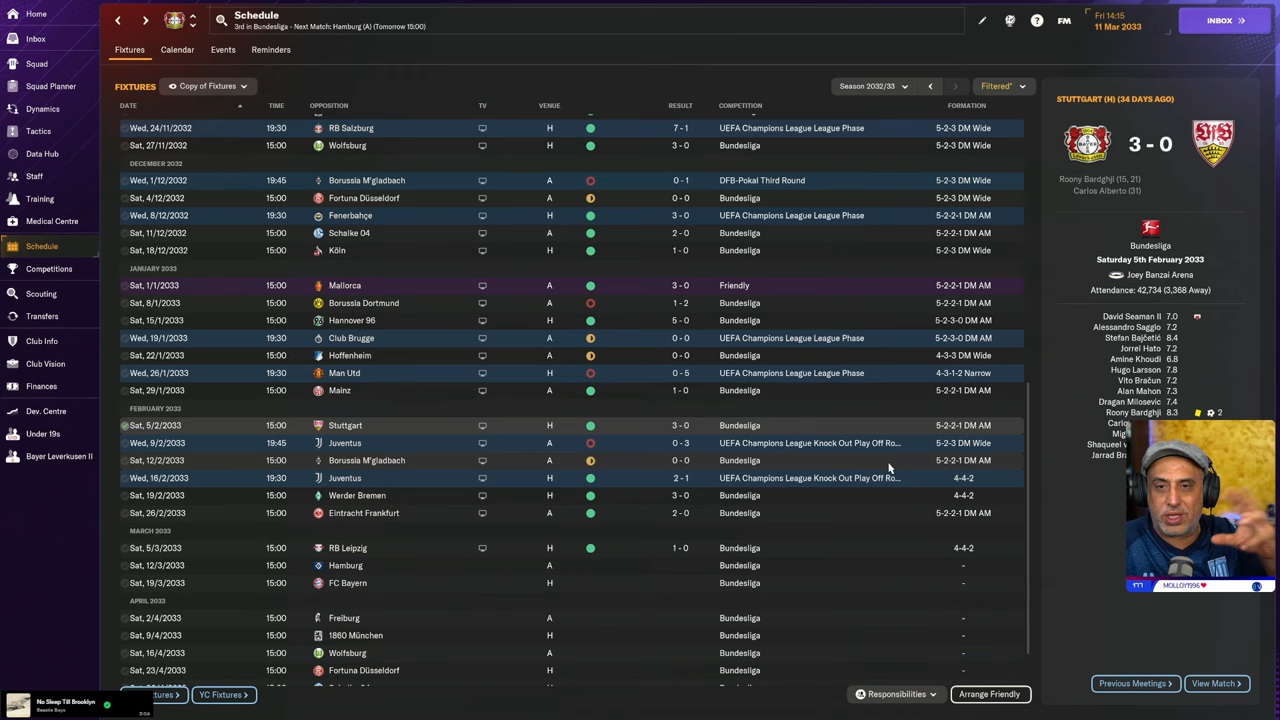 Home
Inbox
Squad
Squad Planner
Dynamics
Tactics
Data Hub
Staff
Training
Medical Centre
Schedule
Competitions
Scouting
Transfers
Club Info
Club Vision
Finances
Dev. Centre
Under 19s
Bayer Leverkusen II
Schedule
3rd in Bundesliga - Next Match: Hamburg (A) (Tomorrow 15:00)
FM
Fri 14:15
11 Mar 2033
INBOX
Fixtures Calendar Events Reminders
FIXTURES Copy of Fixtures Season 2032/33 Filtered*
DATE TIME OPPOSITION TV VENUE RESULT COMPETITION FORMATION
Wed, 24/11/2032 19:30 RB Salzburg H 7 - 1 UEFA Champions League League Phase 5-2-3 DM Wide
Sat, 27/11/2032 15:00 Wolfsburg H 3 - 0 Bundesliga 5-2-3 DM Wide
DECEMBER 2032
Wed, 1/12/2032 19:45 Borussia M'gladbach A 0 - 1 DFB-Pokal Third Round 5-2-3 DM Wide
Sat, 4/12/2032 15:00 Fortuna Düsseldorf A 0 - 0 Bundesliga 5-2-3 DM Wide
Wed, 8/12/2032 19:30 Fenerbahçe H 3 - 0 UEFA Champions League League Phase 5-2-2-1 DM AM
Sat, 11/12/2032 15:00 Schalke 04 A 2 - 0 Bundesliga 5-2-2-1 DM AM
Sat, 18/12/2032 15:00 Köln H 1 - 0 Bundesliga 5-2-3 DM Wide
JANUARY 2033
Sat, 1/1/2033 15:00 Mallorca A 3 - 0 Friendly 5-2-2-1 DM AM
Sat, 8/1/2033 15:00 Borussia Dortmund A 1 - 2 Bundesliga 5-2-2-1 DM AM
Sat, 15/1/2033 15:00 Hannover 96 H 5 - 0 Bundesliga 5-2-3-0 DM AM
Wed, 19/1/2033 19:30 Club Brugge A 0 - 0 UEFA Champions League League Phase 5-2-3-0 DM AM
Sat, 22/1/2033 15:00 Hoffenheim A 0 - 0 Bundesliga 4-3-3 DM Wide
Wed, 26/1/2033 19:30 Man Utd H 0 - 5 UEFA Champions League League Phase 4-3-1-2 Narrow
Sat, 29/1/2033 15:00 Mainz A 1 - 0 Bundesliga 5-2-2-1 DM AM
FEBRUARY 2033
Sat, 5/2/2033 15:00 Stuttgart H 3 - 0 Bundesliga 5-2-2-1 DM AM
Wed, 9/2/2033 19:45 Juventus A 0 - 3 UEFA Champions League Knock Out Play Off Ro... 5-2-3 DM Wide
Sat, 12/2/2033 15:00 Borussia M'gladbach A 0 - 0 Bundesliga 5-2-2-1 DM AM
Wed, 16/2/2033 19:30 Juventus H 2 - 1 UEFA Champions League Knock Out Play Off Ro... 4-4-2
Sat, 19/2/2033 15:00 Werder Bremen H 3 - 0 Bundesliga 4-4-2
Sat, 26/2/2033 15:00 Eintracht Frankfurt A 2 - 0 Bundesliga 5-2-2-1 DM AM
MARCH 2033
Sat, 5/3/2033 15:00 RB Leipzig H 1 - 0 Bundesliga 4-4-2
Sat, 12/3/2033 15:00 Hamburg A Bundesliga -
Sat, 19/3/2033 15:00 FC Bayern H Bundesliga -
APRIL 2033
Sat, 2/4/2033 15:00 Freiburg A Bundesliga -
Sat, 9/4/2033 15:00 1860 München H Bundesliga -
Sat, 16/4/2033 15:00 Wolfsburg A Bundesliga -
Sat, 23/4/2033 15:00 Fortuna Düsseldorf H Bundesliga -
YC Fixtures Responsibilities Arrange Friendly
STUTTGART (H) (34 DAYS AGO)
3 - 0
Roony Bardghji (15, 21)
Carlos Alberto (31)
Bundesliga
Saturday 5th February 2033
Joey Banzai Arena
Attendance: 42,734 (3,368 Away)
David Seaman II 7.0
Alessandro Saggio 7.2
Stefan Bajčetić 8.4
Jorrel Hato 7.2
Amine Khoudi 6.8
Hugo Larsson 7.8
Vito Bračun 7.2
Alan Mahon 7.3
Dragan Milosevic 7.4
Roony Bardghji 8.3 2
177 MOLLOY1996
Previous Meetings View Match
No Sleep Till Brooklyn
Beastie Boys
3:04